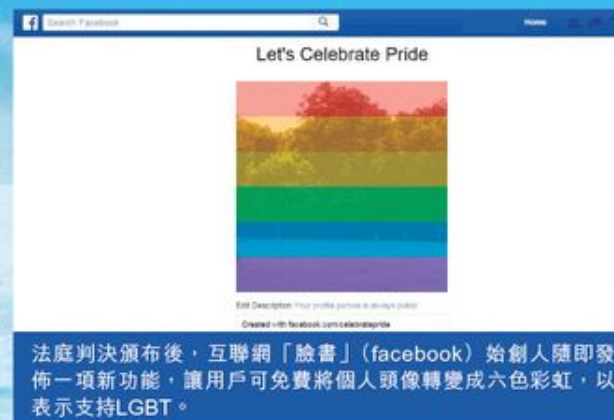 f Search Facebook Home
Let's Celebrate Pride
Edit Description Your profile picture is always public.
Created with facebook.com/celebratepride
法庭判決頒布後，互聯網「臉書」（facebook）始創人隨即發
佈一項新功能，讓用戶可免費將個人頭像轉變成六色彩虹，以
表示支持LGBT。